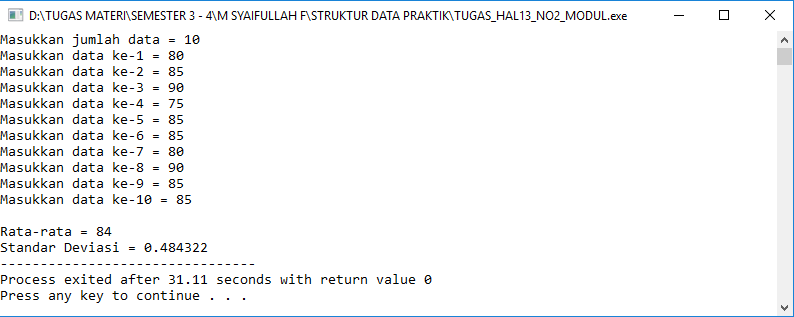 D:\TUGAS MATERI\SEMESTER 3 - 4\M SYAIFULLAH F\STRUKTUR DATA PRAKTIK\TUGAS_HAL13_NO2_MODUL.exe
Masukkan jumlah data = 10
Masukkan data ke-1 = 80
Masukkan data ke-2 = 85
Masukkan data ke-3 = 90
Masukkan data ke-4 = 75
Masukkan data ke-5 = 85
Masukkan data ke-6 = 85
Masukkan data ke-7 = 80
Masukkan data ke-8 = 90
Masukkan data ke-9 = 85
Masukkan data ke-10 = 85
Rata-rata = 84
Standar Deviasi = 0.484322
--------------------------------
Process exited after 31.11 seconds with return value 0
Press any key to continue . . .